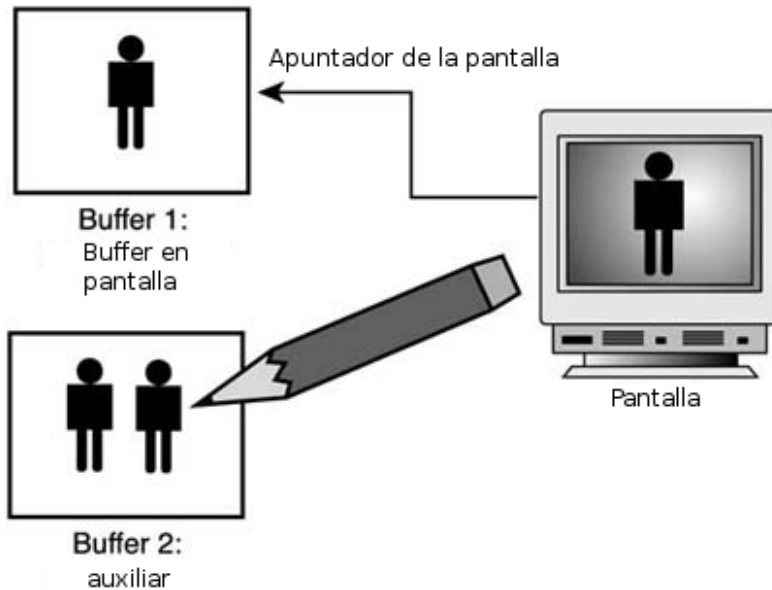 Apuntador de la pantalla
Buffer 1:
Buffer en
pantalla
Pantalla
Buffer 2:
auxiliar